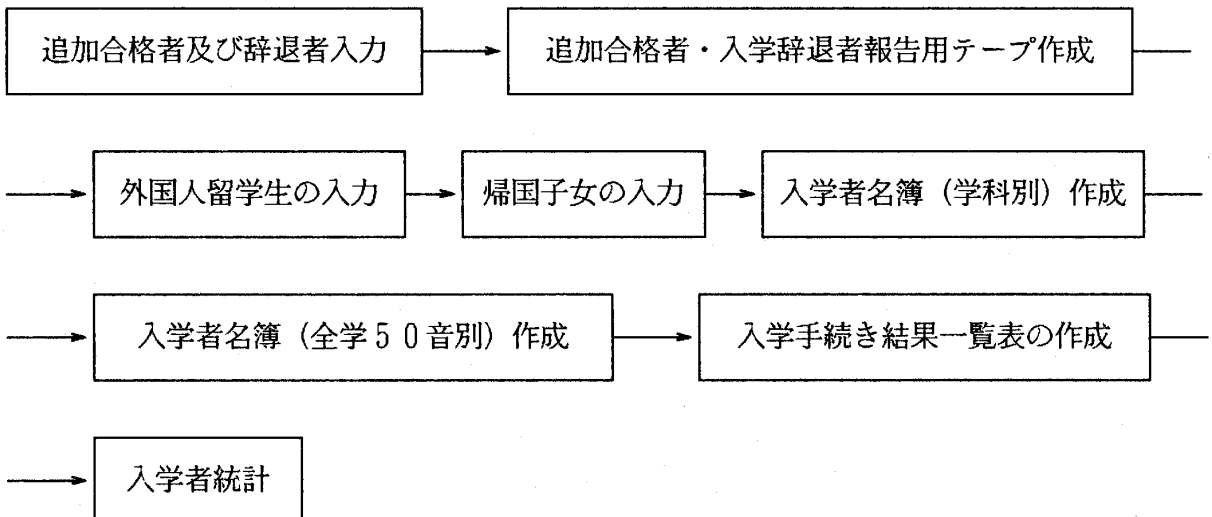 追加合格者及び辞退者入力
追加合格者・入学辞退者報告用テープ作成
外国人留学生の入力
帰国子女の入力
入学者名簿（学科別）作成
入学者名簿（全学５０音別）作成
入学手続き結果一覧表の作成
入学者統計